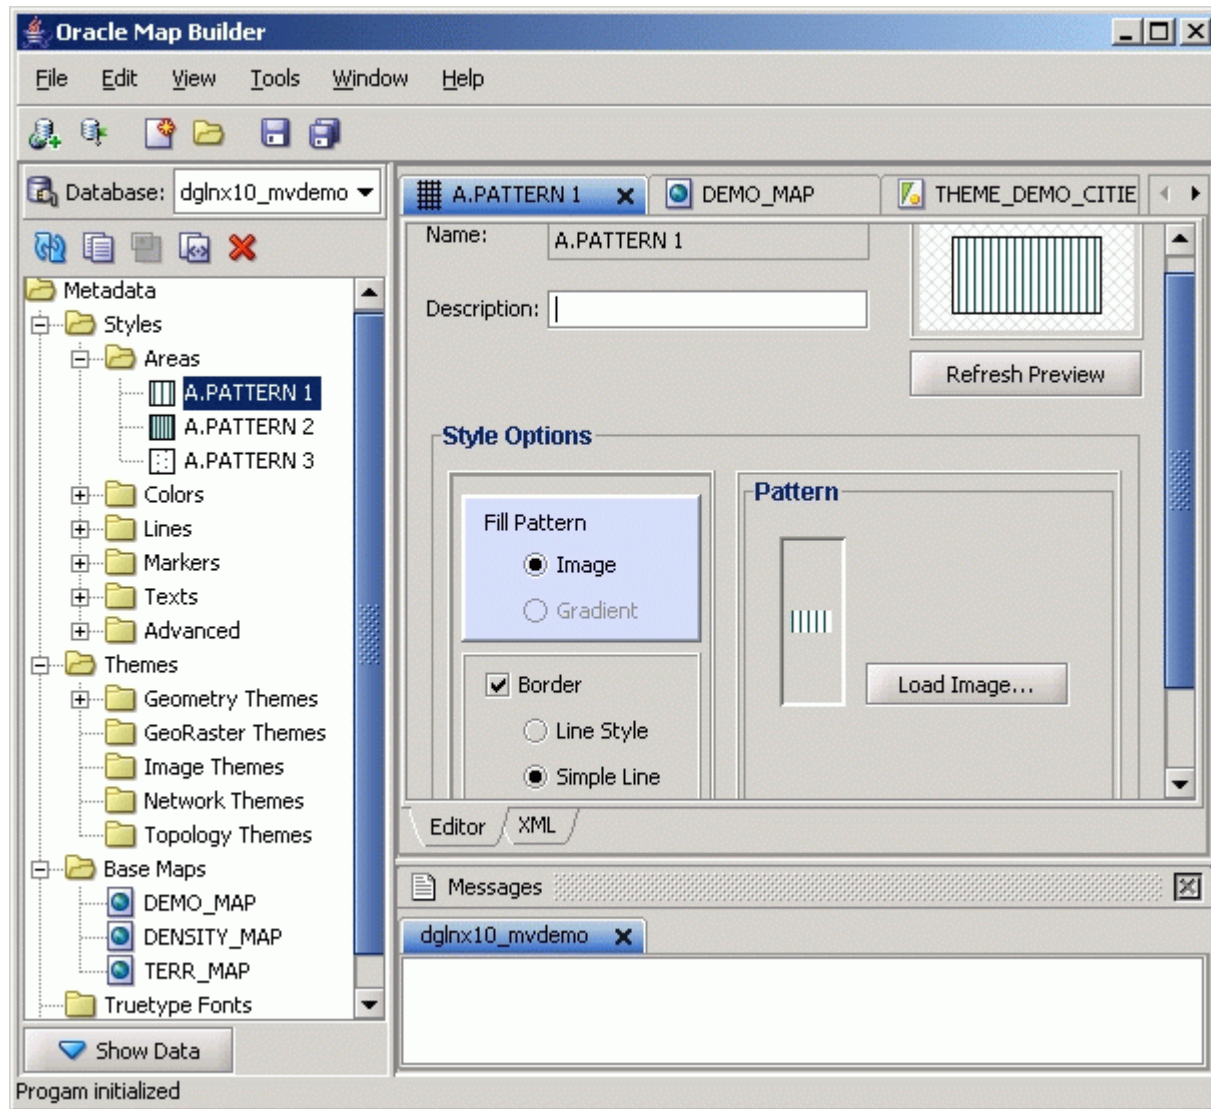 Oracle Map Builder
File Edit View Tools Window Help
Database: dglnx10_mvdemo
Metadata
Styles
Areas
A.PATTERN 1
A.PATTERN 2
A.PATTERN 3
Colors
Lines
Markers
Texts
Advanced
Themes
Geometry Themes
GeoRaster Themes
Image Themes
Network Themes
Topology Themes
Base Maps
DEMO_MAP
DENSITY_MAP
TERR_MAP
Truetype Fonts
Show Data
A.PATTERN 1 DEMO_MAP THEME_DEMO_CITIE
Name: A.PATTERN 1
Description:
Refresh Preview
Style Options
Fill Pattern
Image
Gradient
Border
Line Style
Simple Line
Pattern
Load Image...
Editor XML
Messages
dglnx10_mvdemo
Progam initialized